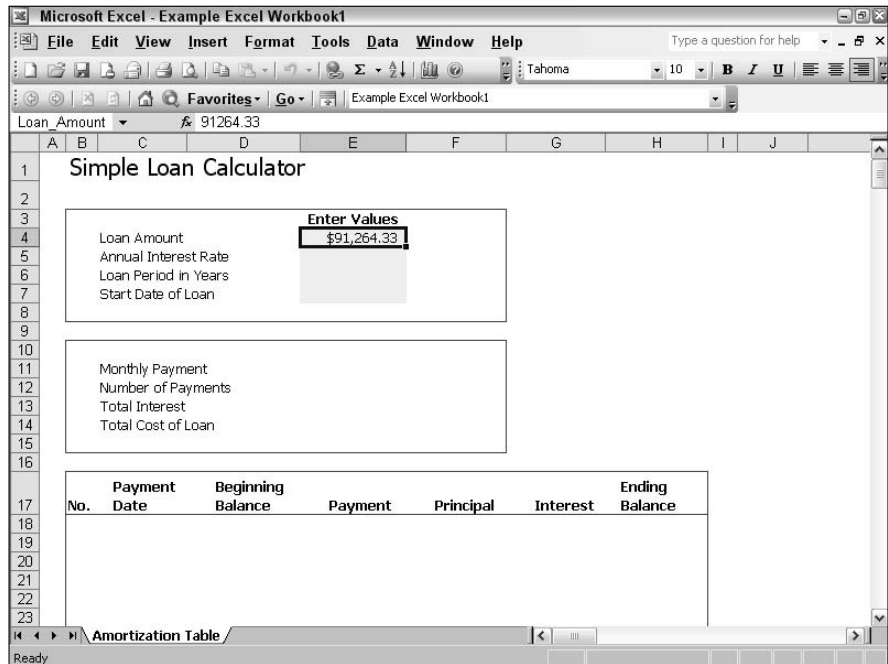 Microsoft Excel - Example Excel Workbook1
File Edit View Insert Format Tools Data Window Help Type a question for help
Tahoma 10 B I U
Favorites Go Example Excel Workbook1
Loan_Amount fx 91264.33
A B C D E F G H I J
1 Simple Loan Calculator
2
3 Enter Values
4 Loan Amount $91,264.33
5 Annual Interest Rate
6 Loan Period in Years
7 Start Date of Loan
8
9
10
11 Monthly Payment
12 Number of Payments
13 Total Interest
14 Total Cost of Loan
15
16
Payment Beginning Ending
17 No. Date Balance Payment Principal Interest Balance
18
19
20
21
22
23
Amortization Table
Ready